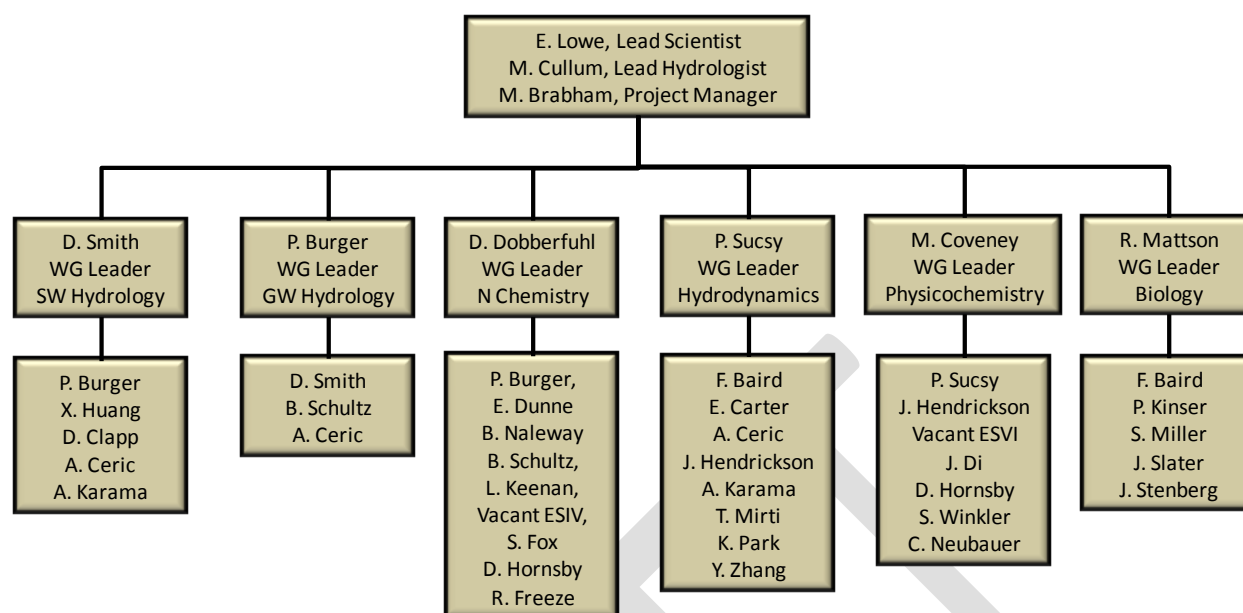 E. Lowe, Lead Scientist
M. Cullum, Lead Hydrologist
M. Brabham, Project Manager
D. Smith
WG Leader
SW Hydrology
P. Burger
WG Leader
GW Hydrology
D. Dobberfuhl
WG Leader
N Chemistry
P. Sucsy
WG Leader
Hydrodynamics
M. Coveney
WG Leader
Physicochemistry
R. Mattson
WG Leader
Biology
P. Burger
X. Huang
D. Clapp
A. Ceric
A. Karama
D. Smith
B. Schultz
A. Ceric
P. Burger,
E. Dunne
B. Naleway
B. Schultz,
L. Keenan,
Vacant ESIV,
S. Fox
D. Hornsby
R. Freeze
F. Baird
E. Carter
A. Ceric
J. Hendrickson
A. Karama
T. Mirti
K. Park
Y. Zhang
P. Sucsy
J. Hendrickson
Vacant ESVI
J. Di
D. Hornsby
S. Winkler
C. Neubauer
F. Baird
P. Kinser
S. Miller
J. Slater
J. Stenberg